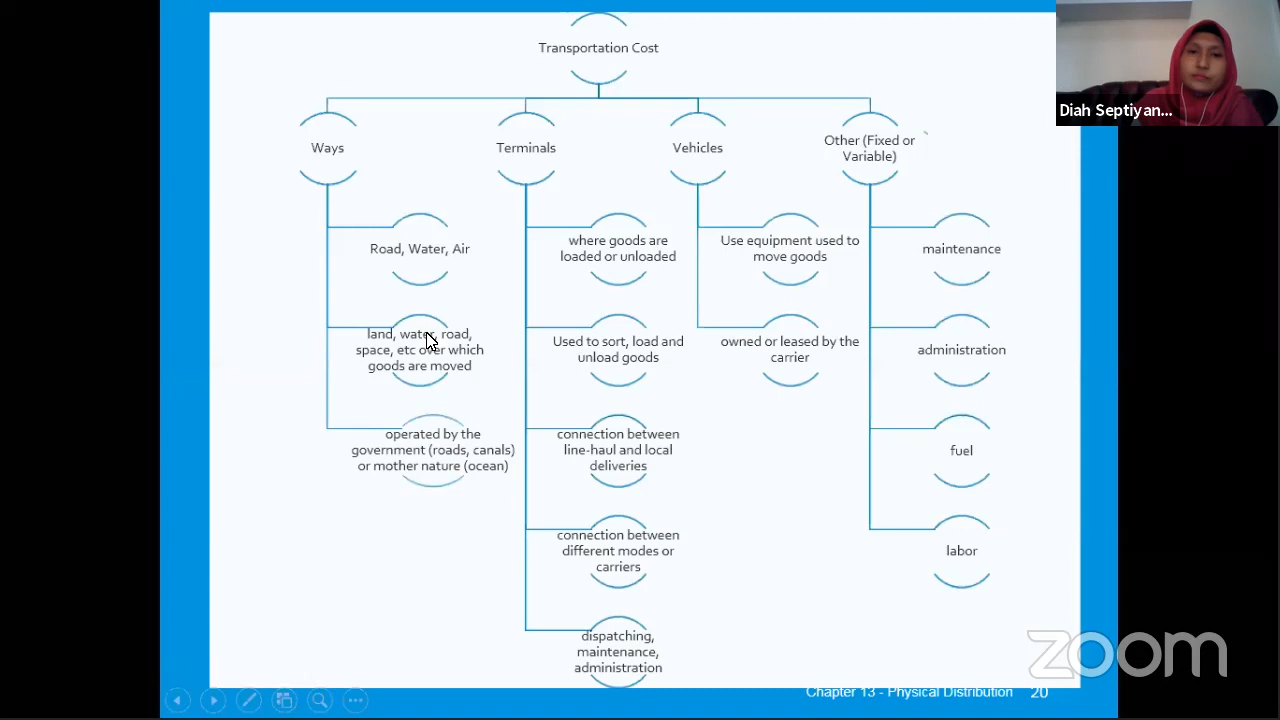 Transportation Cost
Diah Septiyan...
Ways
Terminals
Vehicles
Other (Fixed or
Variable)
Road, Water, Air
land, water, road,
space, etc over which
goods are moved
operated by the
government (roads, canals)
or mother nature (ocean)
where goods are
loaded or unloaded
Used to sort, load and
unload goods
connection between
line-haul and local
deliveries
connection between
different modes or
carriers
dispatching,
maintenance,
administration
Use equipment used to
move goods
owned or leased by the
carrier
maintenance
administration
fuel
labor
zoom
Chapter 13 - Physical Distribution 20